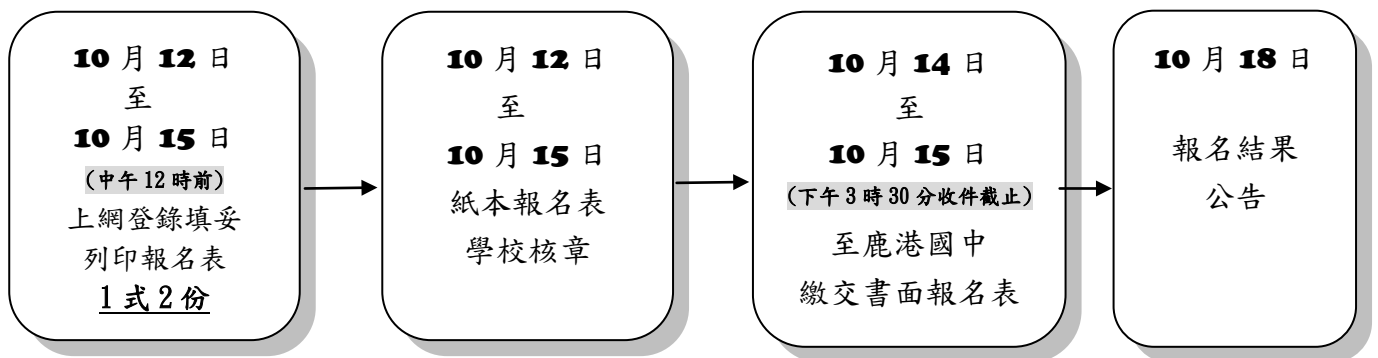 10 月 12 日
至
10 月 15 日
(中午 12 時前)
上網登錄填妥
列印報名表
1 式 2 份
10 月 12 日
至
10 月 15 日
紙本報名表
學校核章
10 月 14 日
至
10 月 15 日
(下午 3 時 30 分收件截止)
至鹿港國中
繳交書面報名表
10 月 18 日
報名結果
公告